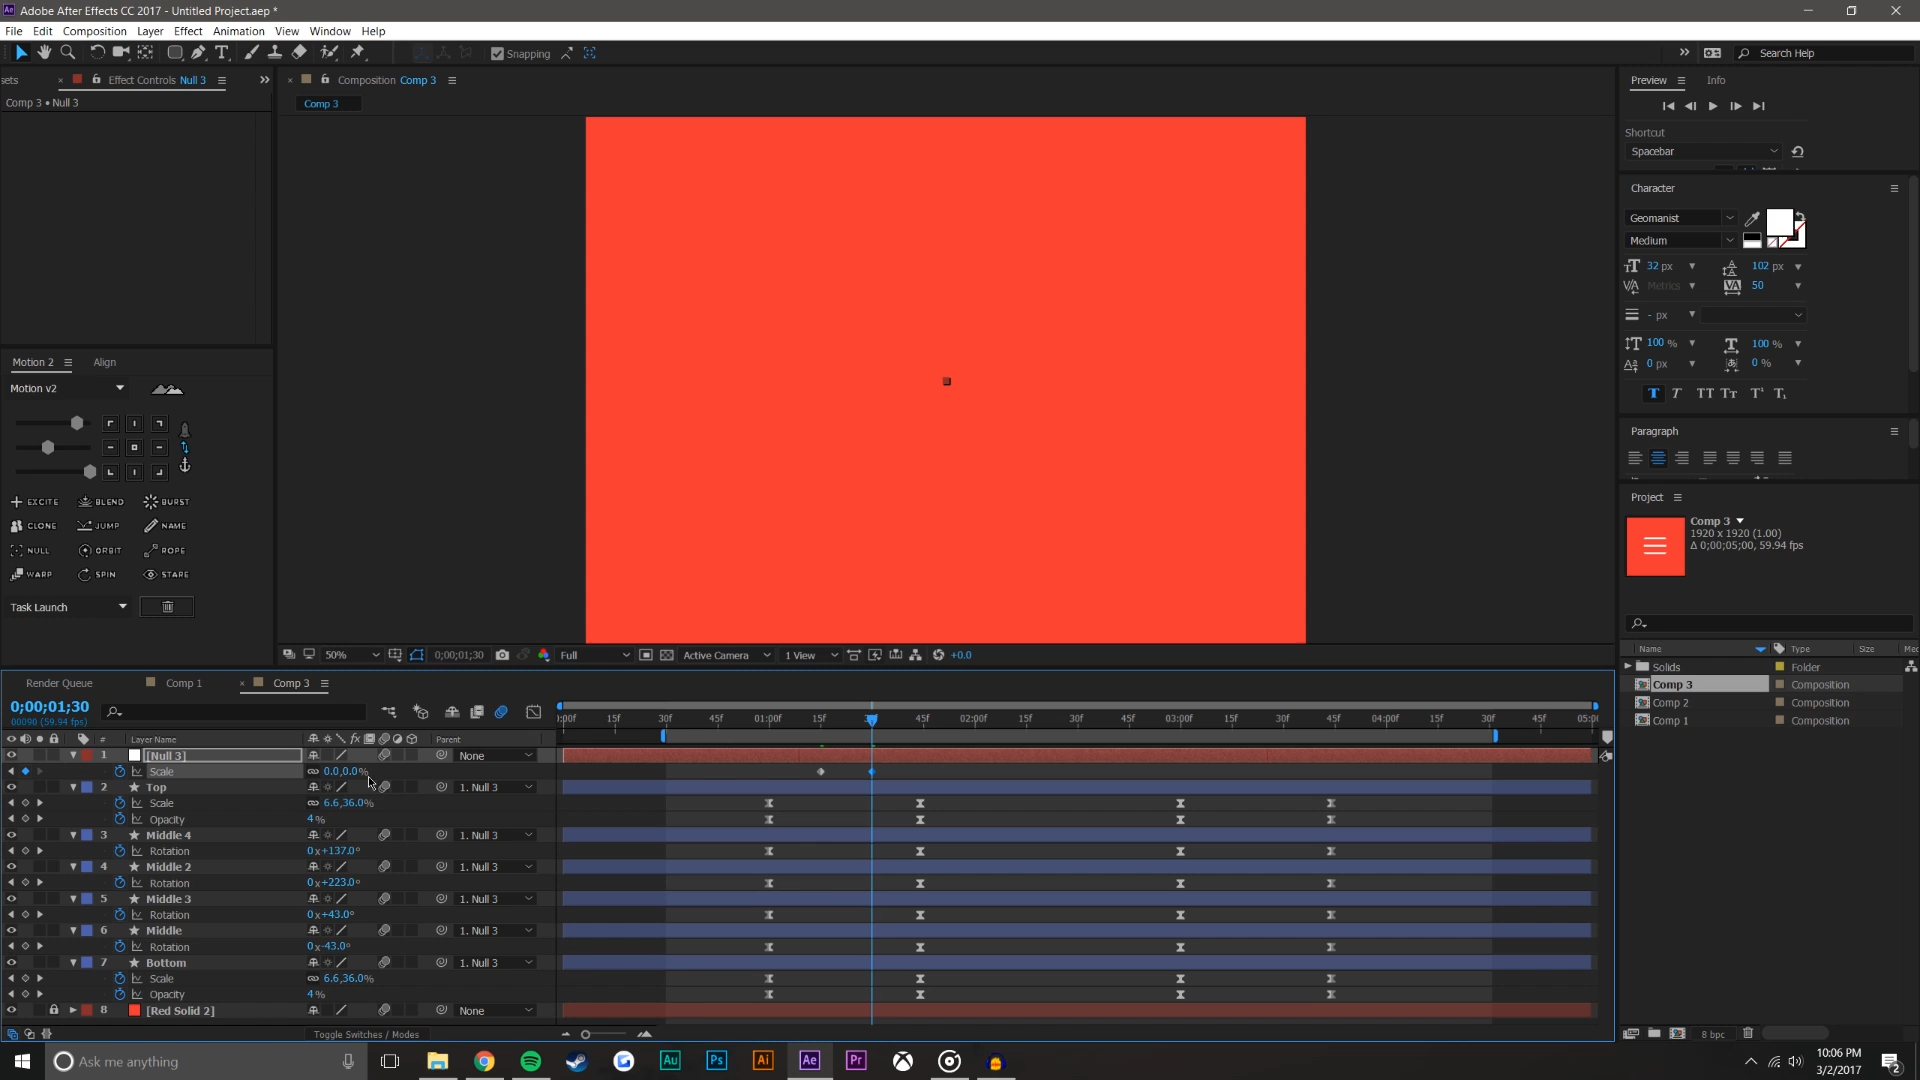 Adobe After Effects CC 2017 - Untitled Project.aep *
File Edit Composition Layer Effect Animation View Window Help
Snapping
Search Help
sets
Effect Controls Null 3
Composition Comp 3
Preview
Info
Comp 3 • Null 3
Comp 3
Shortcut
Spacebar
Character
Geomanist
Medium
32 px
102 px
Metrics
50
- px
100 %
100 %
0 px
0 %
Paragraph
Motion 2
Align
Motion v2
EXCITE BLEND BURST
CLONE JUMP NAME
NULL ORBIT ROPE
WARP SPIN STARE
Task Launch
Project
Comp 3
1920 x 1920 (1.00)
Δ 0;00;05;00, 59.94 fps
50%
0;00;01;30
Full
Active Camera
1 View
+0.0
Name
Type
Size
Solids
Folder
Comp 3
Composition
Comp 2
Composition
Comp 1
Composition
Render Queue
Comp 1
Comp 3
0;00;01;30
00090 (59.94 fps)
:00f 15f 30f 45f 01:00f 15f 45f 02:00f 15f 30f 45f 03:00f 15f 30f 45f 04:00f 15f 30f 45f 05:0
# Layer Name
Parent
1 [Null 3] None
Scale 0.0,0.0%
2 Top 1. Null 3
Scale 6.6,36.0%
Opacity 4%
3 Middle 4 1. Null 3
Rotation 0x+137.0°
4 Middle 2 1. Null 3
Rotation 0x+223.0°
5 Middle 3 1. Null 3
Rotation 0x+43.0°
6 Middle 1. Null 3
Rotation 0x-43.0°
7 Bottom 1. Null 3
Scale 6.6,36.0%
Opacity 4%
8 [Red Solid 2] None
Toggle Switches / Modes
8 bpc
Ask me anything
Au
Ps
Ai
Ae
Pr
10:06 PM
3/2/2017
2